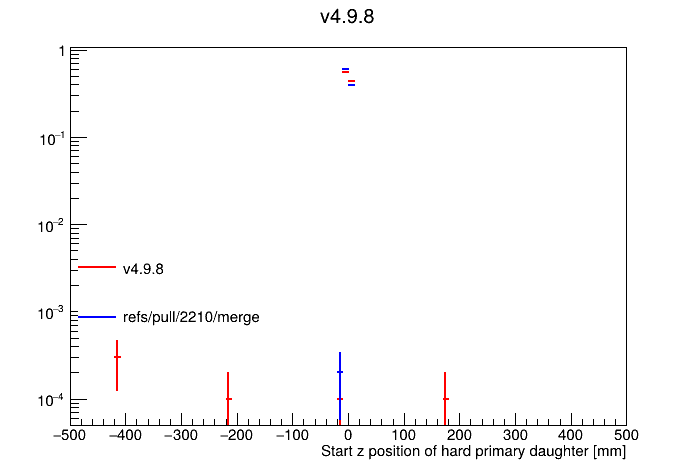 v4.9.8
1
10⁻¹
10⁻²
10⁻³
10⁻⁴
v4.9.8
refs/pull/2210/merge
−500 −400 −300 −200 −100 0 100 200 300 400 500
Start z position of hard primary daughter [mm]